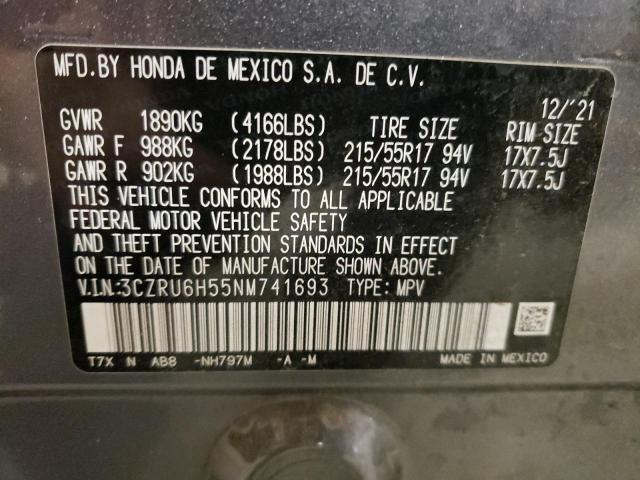 MFD.BY HONDA DE MEXICO S.A. DE C.V.
12/'21
GVWR 1890KG (4166LBS) TIRE SIZE RIM SIZE
GAWR F 988KG (2178LBS) 215/55R17 94V 17X7.5J
GAWR R 902KG (1988LBS) 215/55R17 94V 17X7.5J
THIS VEHICLE CONFORMS TO ALL APPLICABLE
FEDERAL MOTOR VEHICLE SAFETY
AND THEFT PREVENTION STANDARDS IN EFFECT
ON THE DATE OF MANUFACTURE SHOWN ABOVE.
V.I.N:3CZRU6H55NM741693 TYPE: MPV
T7X N AB8 -NH797M -A -M MADE IN MEXICO